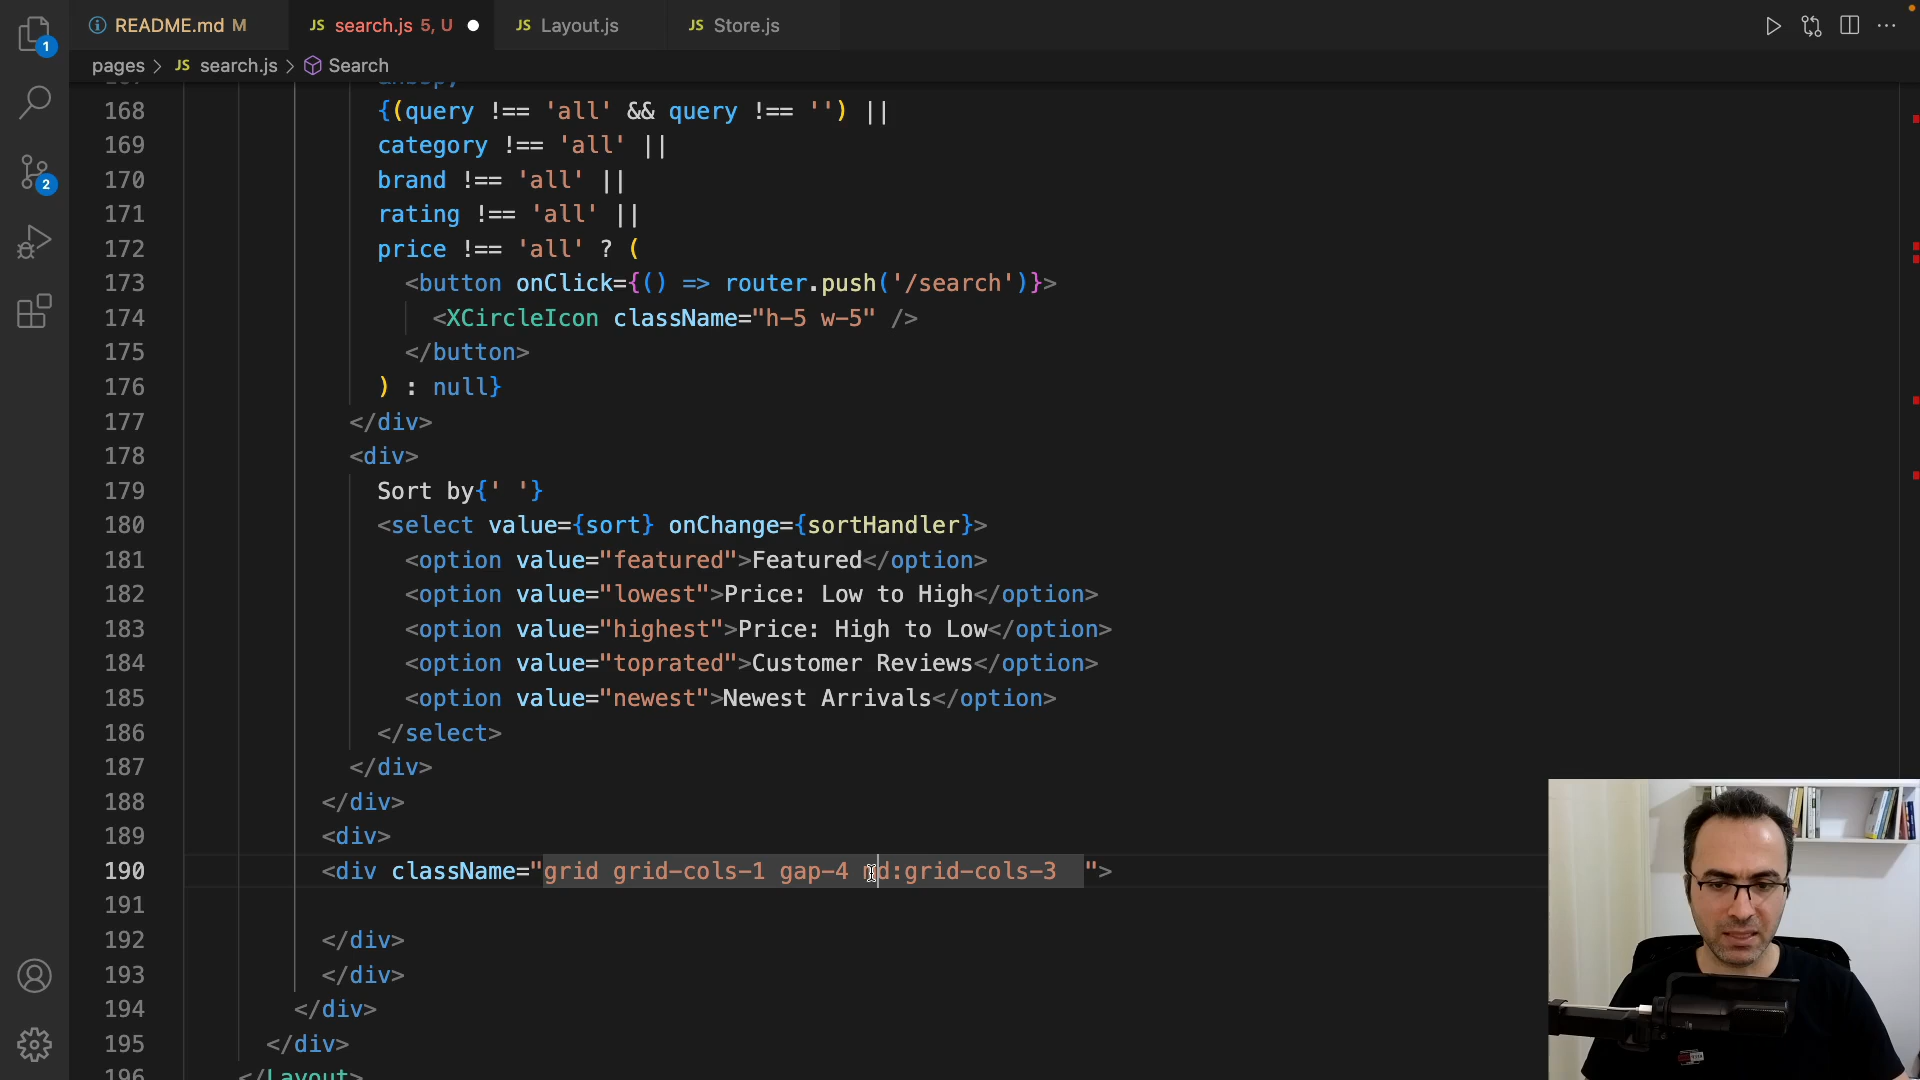 README.md M
JS search.js 5, U
JS Layout.js
JS Store.js
pages > JS search.js > Search
1
2
168 {(query !== 'all' && query !== '') ||
169 category !== 'all' ||
170 brand !== 'all' ||
171 rating !== 'all' ||
172 price !== 'all' ? (
173 <button onClick={() => router.push('/search')}>
174 <XCircleIcon className="h-5 w-5" />
175 </button>
176 ) : null}
177 </div>
178 <div>
179 Sort by{' '}
180 <select value={sort} onChange={sortHandler}>
181 <option value="featured">Featured</option>
182 <option value="lowest">Price: Low to High</option>
183 <option value="highest">Price: High to Low</option>
184 <option value="toprated">Customer Reviews</option>
185 <option value="newest">Newest Arrivals</option>
186 </select>
187 </div>
188 </div>
189 <div>
190 <div className="grid grid-cols-1 gap-4 md:grid-cols-3  ">
191
192 </div>
193 </div>
194 </div>
195 </div>
196 </Layout>